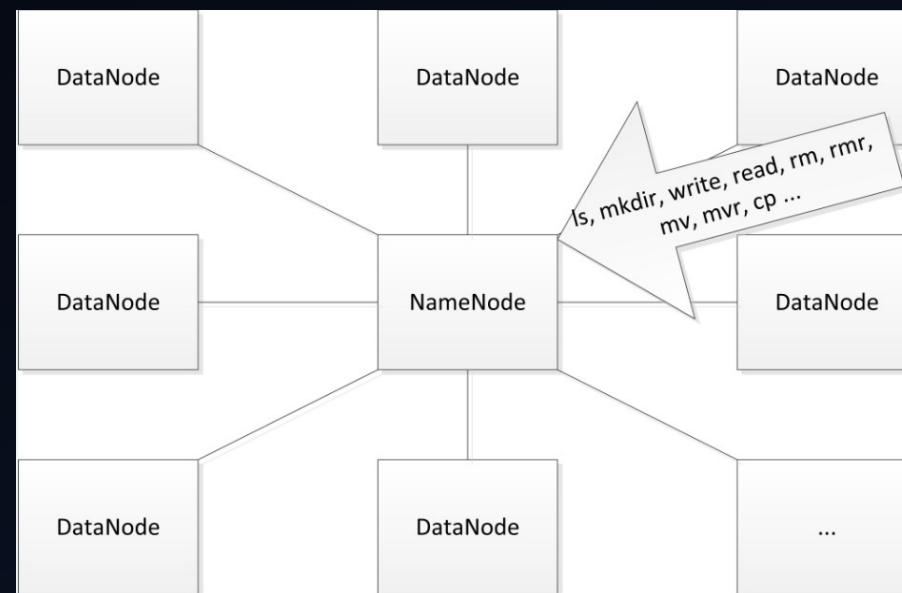 DataNode
DataNode
DataNode
ls, mkdir, write, read, rm, rmr,
mv, mvr, cp ...
DataNode
NameNode
DataNode
DataNode
DataNode
...